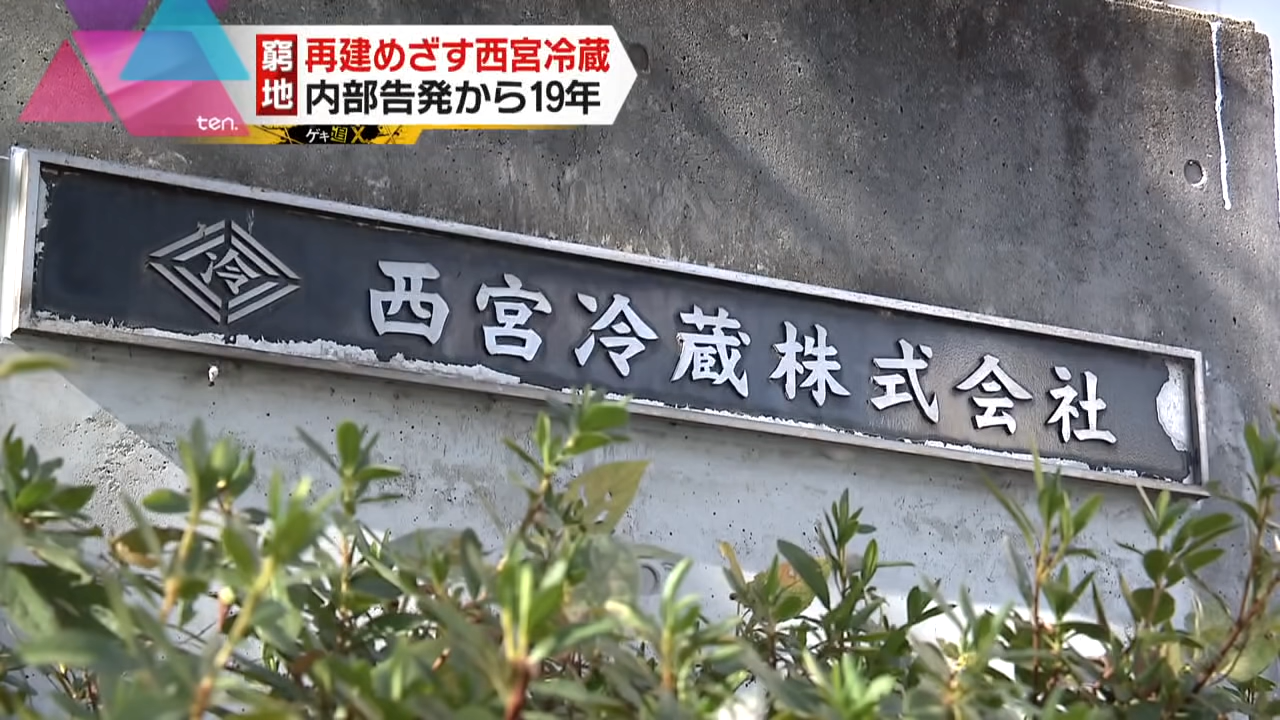 窮地
再建めざす西宮冷蔵
内部告発から19年
ten.
ゲキ追X
冷
西宮冷蔵株式会社